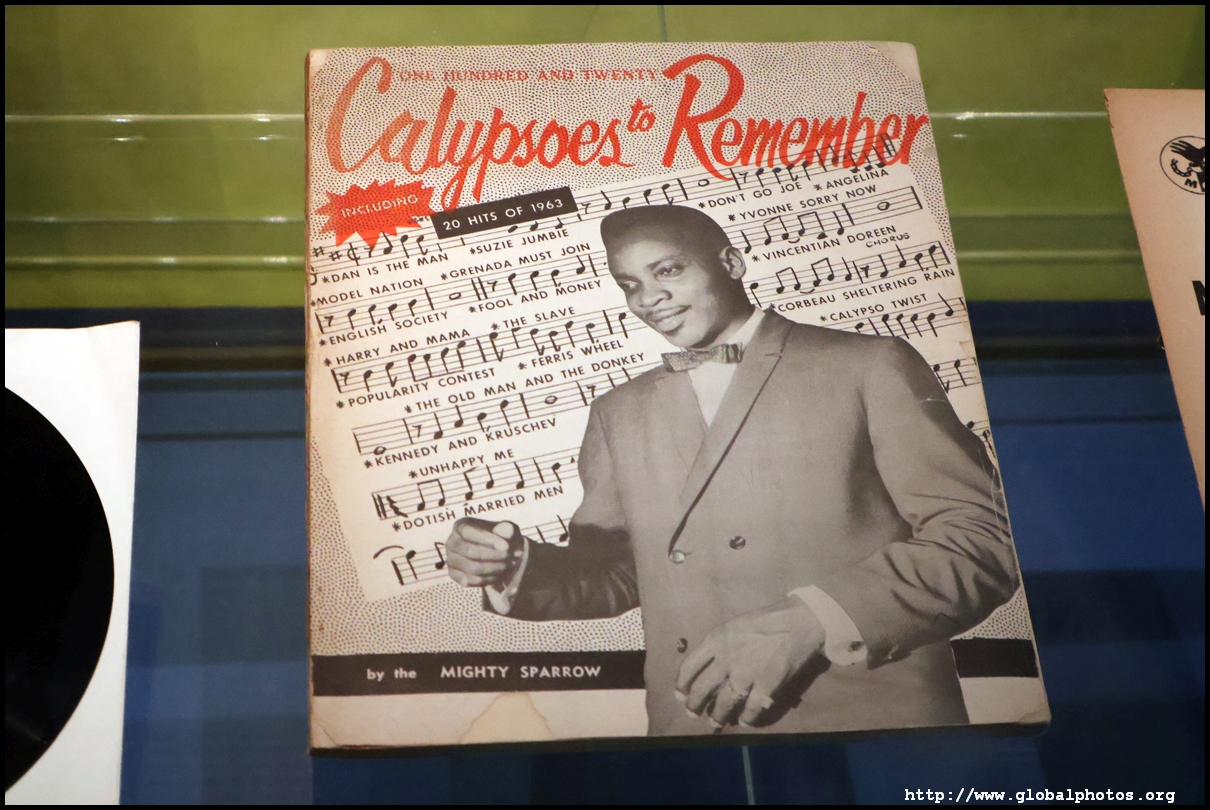 ONE HUNDRED AND TWENTY
Calypsoes to Remember
INCLUDING
20 HITS OF 1963
*DAN IS THE MAN
*SUZIE JUMBIE
*MODEL NATION
*GRENADA MUST JOIN
*ENGLISH SOCIETY
*FOOL AND MONEY
*HARRY AND MAMA
*THE SLAVE
*POPULARITY CONTEST
*FERRIS WHEEL
*THE OLD MAN AND THE DONKEY
*KENNEDY AND KRUSCHEV
*UNHAPPY ME
*DOTISH MARRIED MEN
*DON'T GO JOE
*ANGELINA
*YVONNE SORRY NOW
*VINCENTIAN DOREEN
CHORUS
*CORBEAU SHELTERING RAIN
*CALYPSO TWIST
by the MIGHTY SPARROW
http://www.globalphotos.org